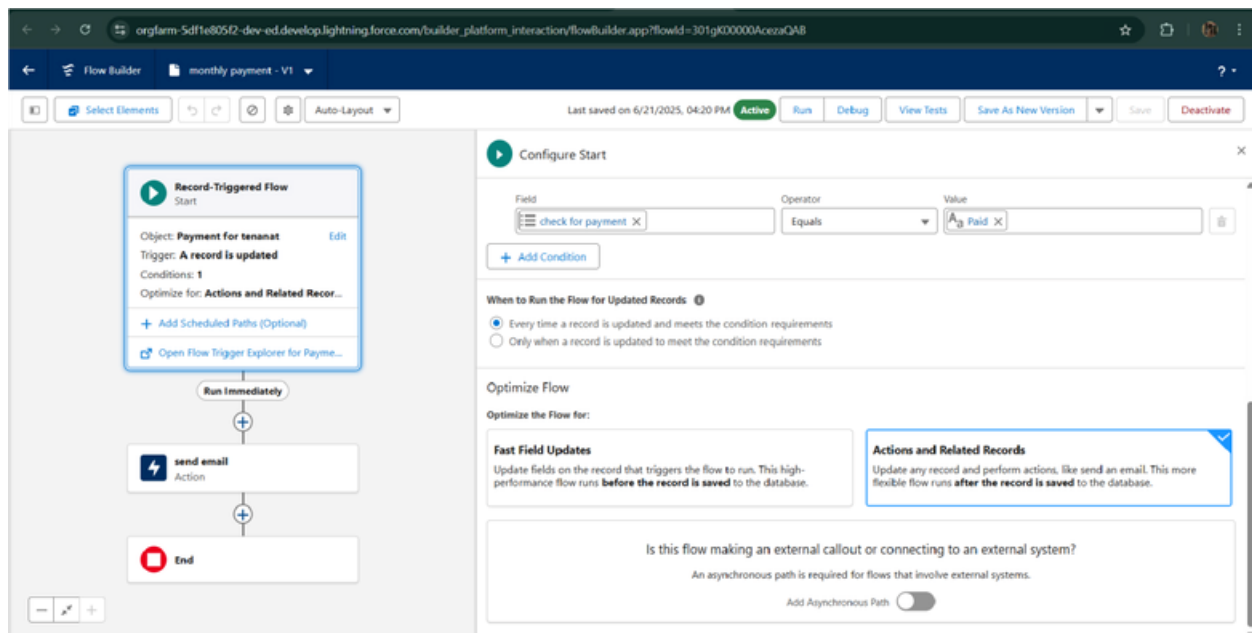 orgfarm-5df1e805f2-dev-ed.develop.lightning.force.com/builder_platform_interaction/flowBuilder.app?flowId=301gK00000AcezaQAB
Flow Builder monthly payment - V1 ?
Select Elements Auto-Layout Last saved on 6/21/2025, 04:20 PM Active Run Debug View Tests Save As New Version Save Deactivate
Record-Triggered Flow
Start
Object: Payment for tenanat Edit
Trigger: A record is updated
Conditions: 1
Optimize for: Actions and Related Recor...
+ Add Scheduled Paths (Optional)
Open Flow Trigger Explorer for Payme...
Run Immediately
send email
Action
End
Configure Start
Field Operator Value
check for payment Equals Aa Paid
+ Add Condition
When to Run the Flow for Updated Records
Every time a record is updated and meets the condition requirements
Only when a record is updated to meet the condition requirements
Optimize Flow
Optimize the Flow for:
Fast Field Updates
Update fields on the record that triggers the flow to run. This high-
performance flow runs before the record is saved to the database.
Actions and Related Records
Update any record and perform actions, like send an email. This more
flexible flow runs after the record is saved to the database.
Is this flow making an external callout or connecting to an external system?
An asynchronous path is required for flows that involve external systems.
Add Asynchronous Path